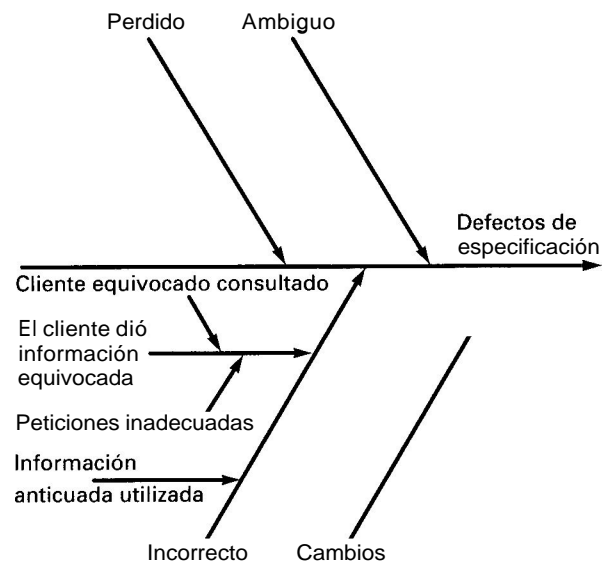 Perdido
Ambiguo
Defectos de
especificación
Cliente equivocado consultado
El cliente dió
información
equivocada
Peticiones inadecuadas
Información
anticuada utilizada
Incorrecto
Cambios